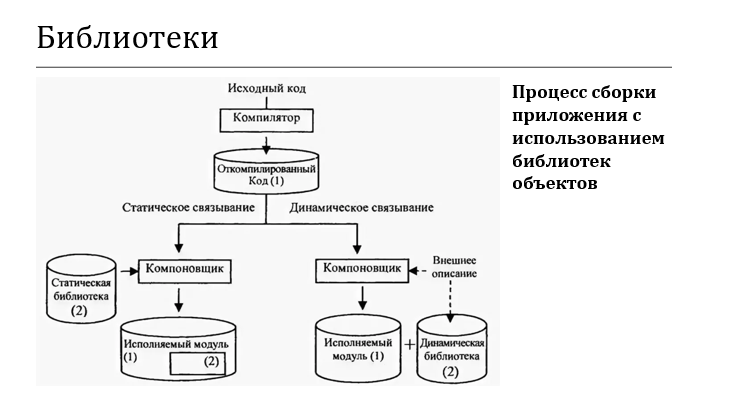 Библиотеки
Исходный код
Компилятор
Откомпилированный
Код (1)
Статическое связывание
Динамическое связывание
Статическая
библиотека
(2)
Компоновщик
Исполняемый модуль
(1)
(2)
Компоновщик
Внешнее
описание
Исполняемый
модуль (1)
+
Динамическая
библиотека
(2)
Процесс сборки
приложения с
использованием
библиотек
объектов